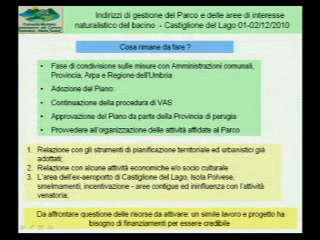 Indirizzi di gestione del Parco e delle aree di interesse
naturalistico del bacino - Castiglione del Lago 01-02/12/2010
Cosa rimane da fare ?
• Fase di condivisione sulle misure con Amministrazioni comunali,
Provincia, Arpa e Regione dell'Umbria
• Adozione del Piano:
• Continuazione della procedura di VAS
• Approvazione del Piano da parte della Provincia di perugia
• Provvedere all'organizzazione delle attività affidate al Parco
1. Relazione con gli strumenti di pianificazione territoriale ed urbanistici già
adottati;
2. Relazione con alcune attività economiche e/o socio culturale
3. L'area dell'ex-aeroporto di Castiglione del Lago, Isola Polvese,
smelmamenti, incentivazione - aree contigue ed ininfluenza con l'attività
venatoria;
Da affrontare questione delle risorse da attivare: un simile lavoro e progetto ha
bisogno di finanziamenti per essere credibile